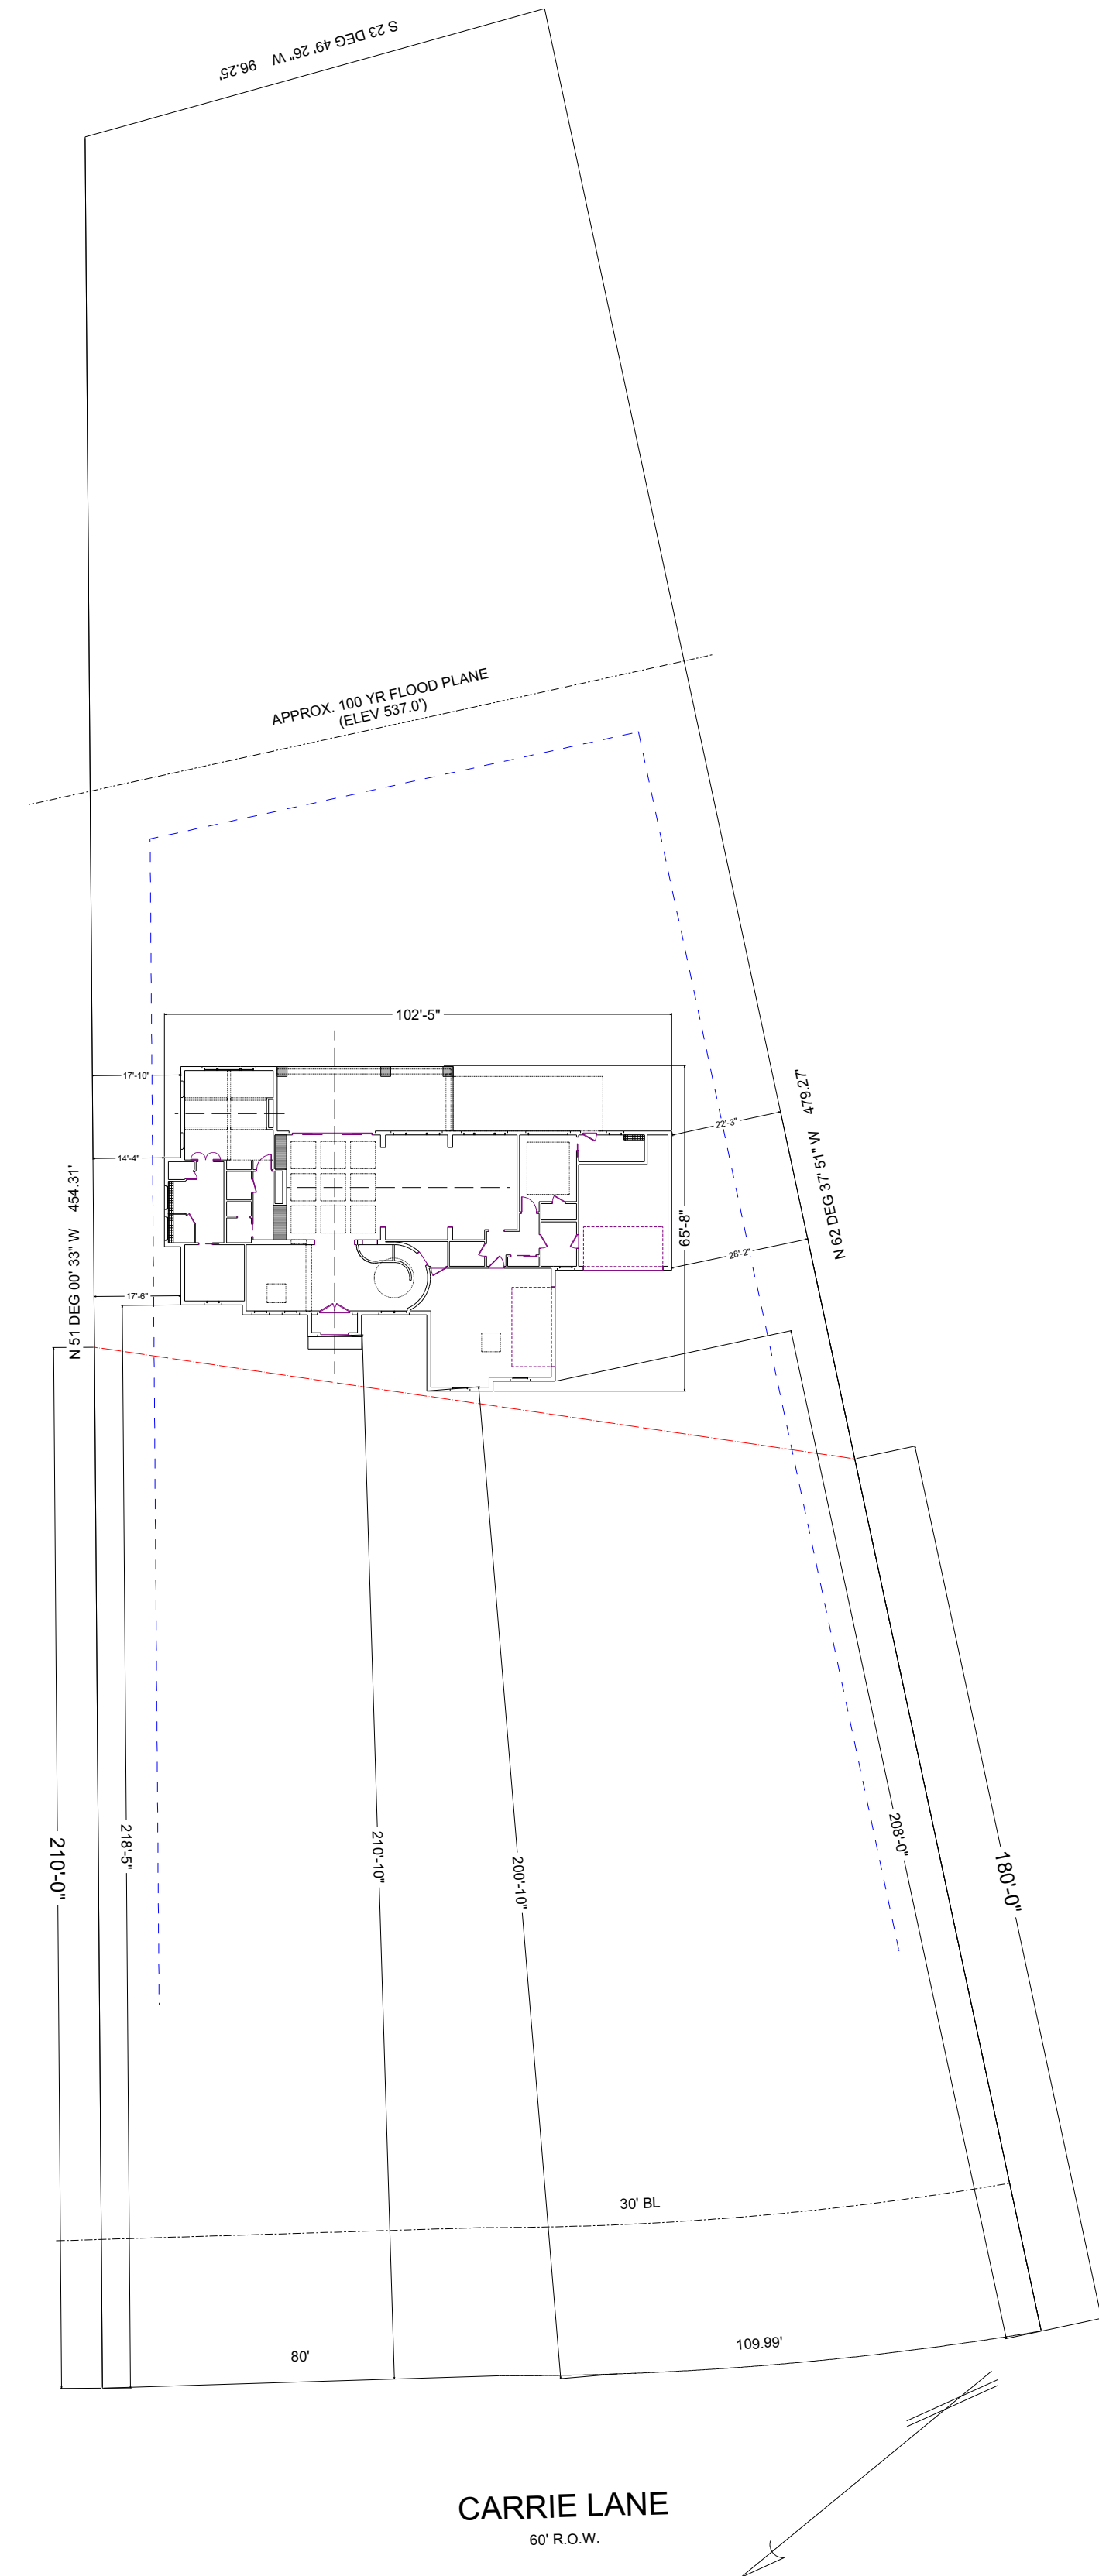 S 23 DEG 49' 26" W 96.25'
APPROX. 100 YR FLOOD PLANE
(ELEV 537.0')
102'-5"
17'-10"
N 62 DEG 37' 51" W 479.27'
22'-3"
14'-4"
N 51 DEG 00' 33" W 454.31'
65'-8"
28'-2"
17'-6"
210'-0"
218'-5"
210'-10"
200'-10"
208'-0"
180'-0"
30' BL
80'
109.99'
CARRIE LANE
60' R.O.W.